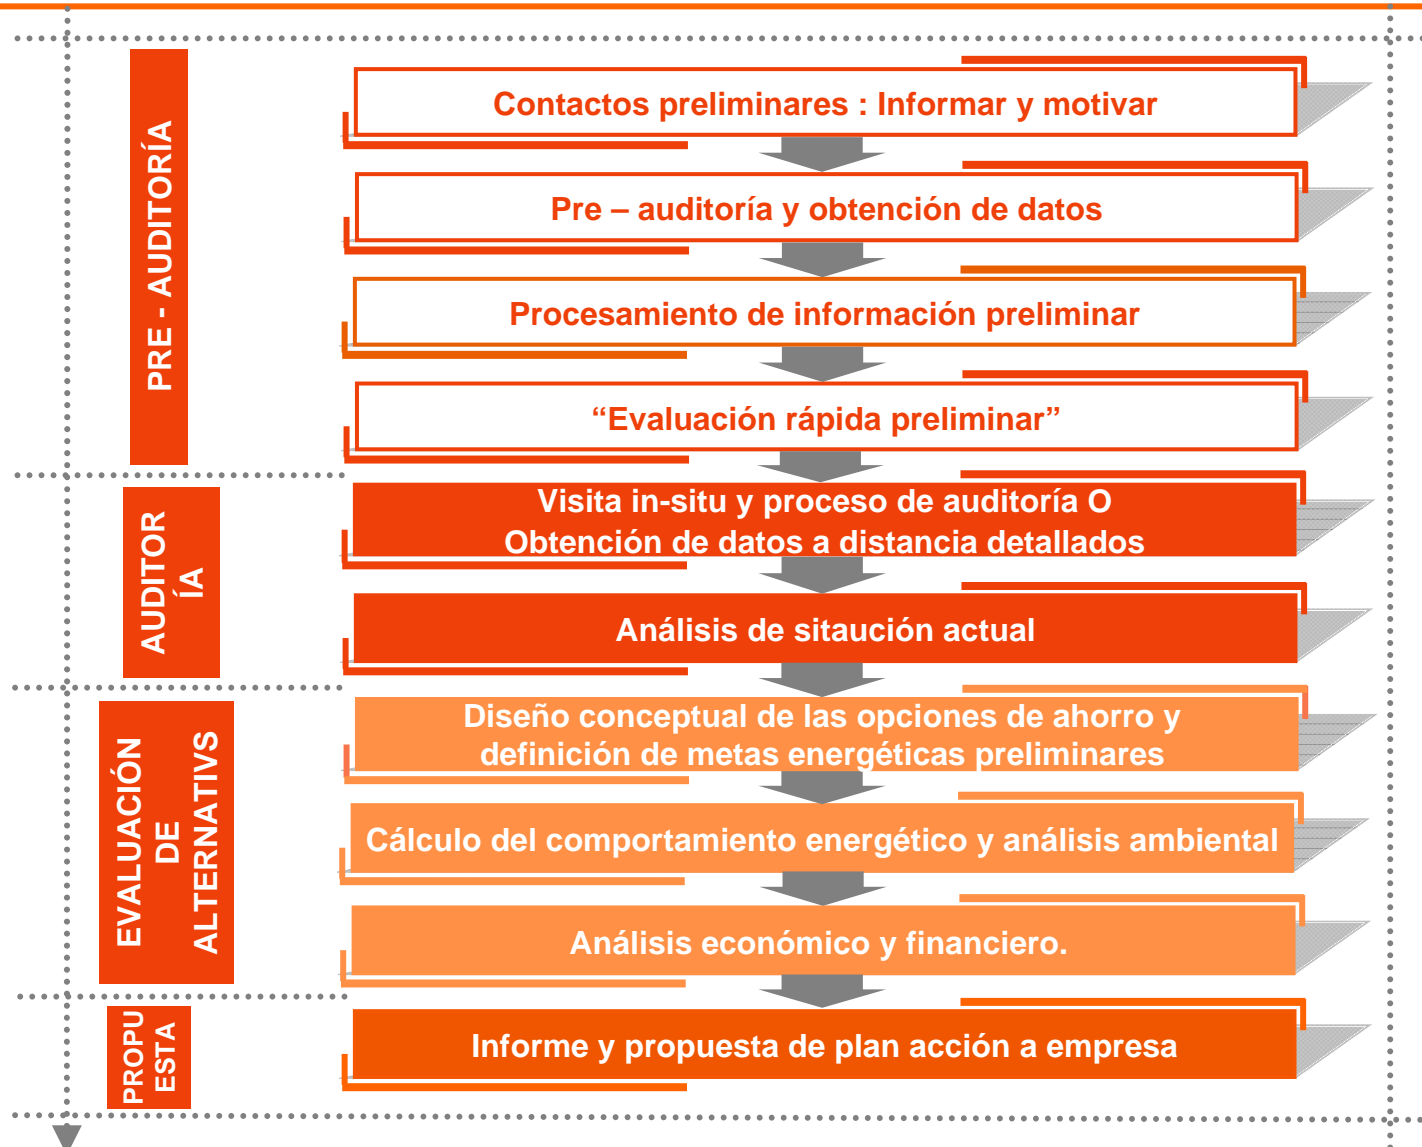 PRE - AUDITORÍA
Contactos preliminares : Informar y motivar
Pre – auditoría y obtención de datos
Procesamiento de información preliminar
“Evaluación rápida preliminar”
AUDITOR
ÍA
Visita in-situ y proceso de auditoría O
Obtención de datos a distancia detallados
Análisis de sitaución actual
EVALUACIÓN
DE
ALTERNATIVS
Diseño conceptual de las opciones de ahorro y
definición de metas energéticas preliminares
Cálculo del comportamiento energético y análisis ambiental
Análisis económico y financiero.
PROPU
ESTA
Informe y propuesta de plan acción a empresa